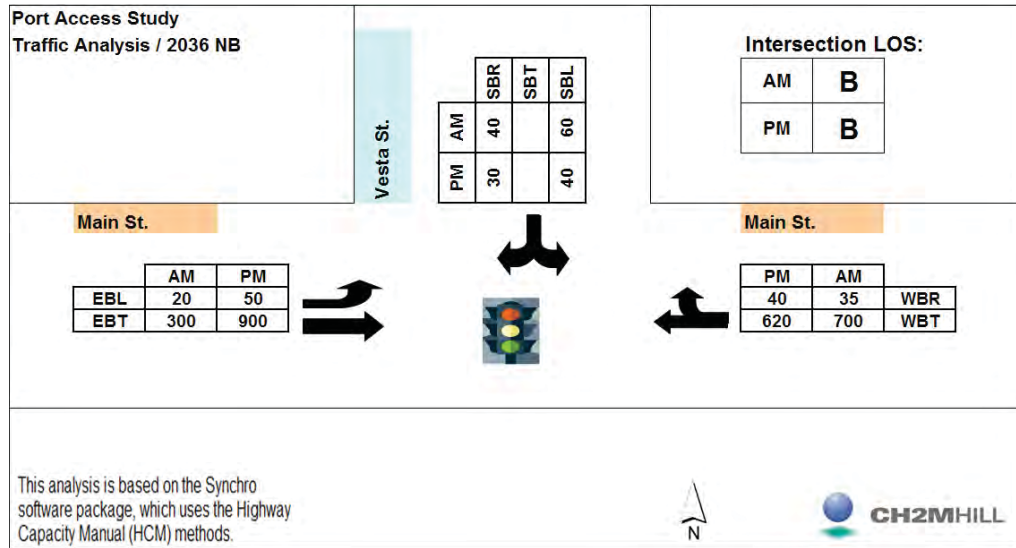 Port Access Study
Traffic Analysis / 2036 NB
Vesta St.
SBR SBT SBL
AM 40 60
PM 30 40
Intersection LOS:
AM B
PM B
Main St.
AM PM
EBL 20 50
EBT 300 900
Main St.
PM AM
40 35 WBR
620 700 WBT
This analysis is based on the Synchro
software package, which uses the Highway
Capacity Manual (HCM) methods.
N
CH2MHILL